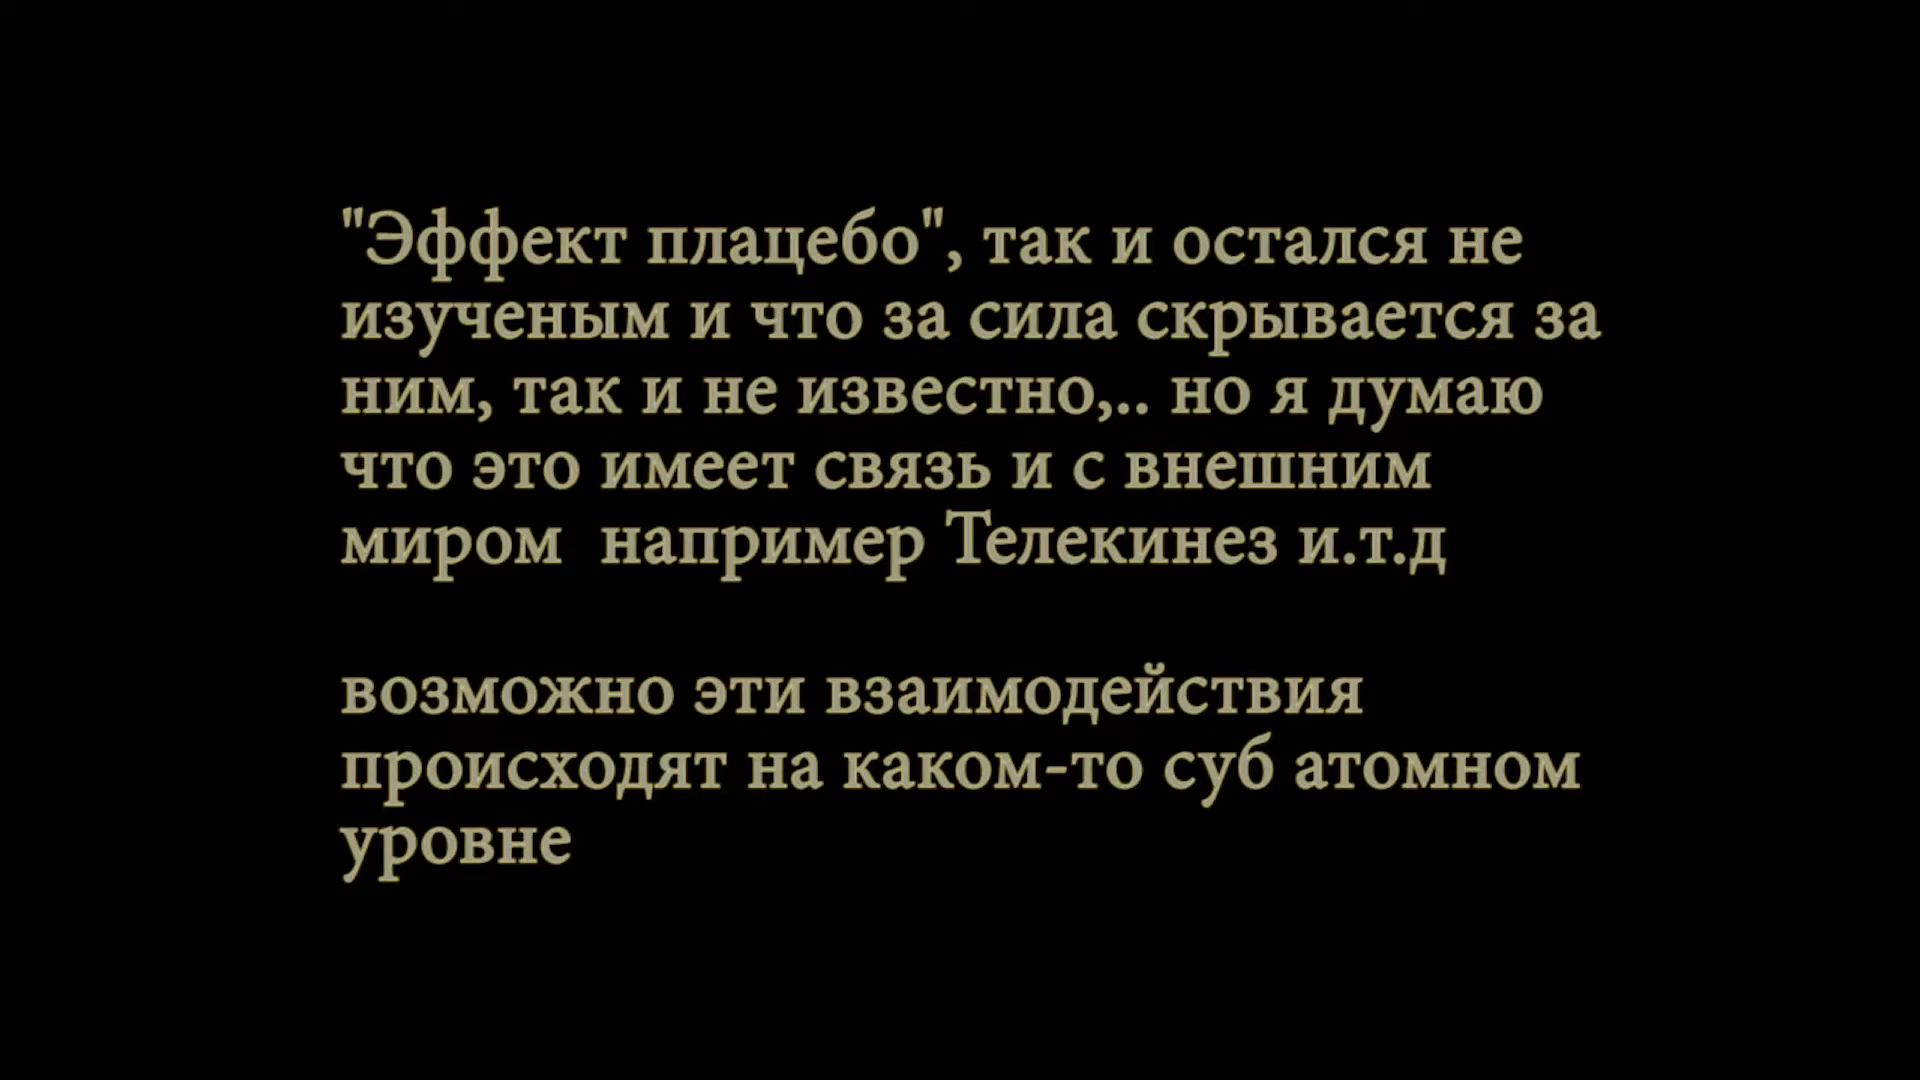 "Эффект плацебо", так и остался не
изученым и что за сила скрывается за
ним, так и не известно,.. но я думаю
что это имеет связь и с внешним
миром  например Телекинез и.т.д
возможно эти взаимодействия
происходят на каком-то суб атомном
уровне